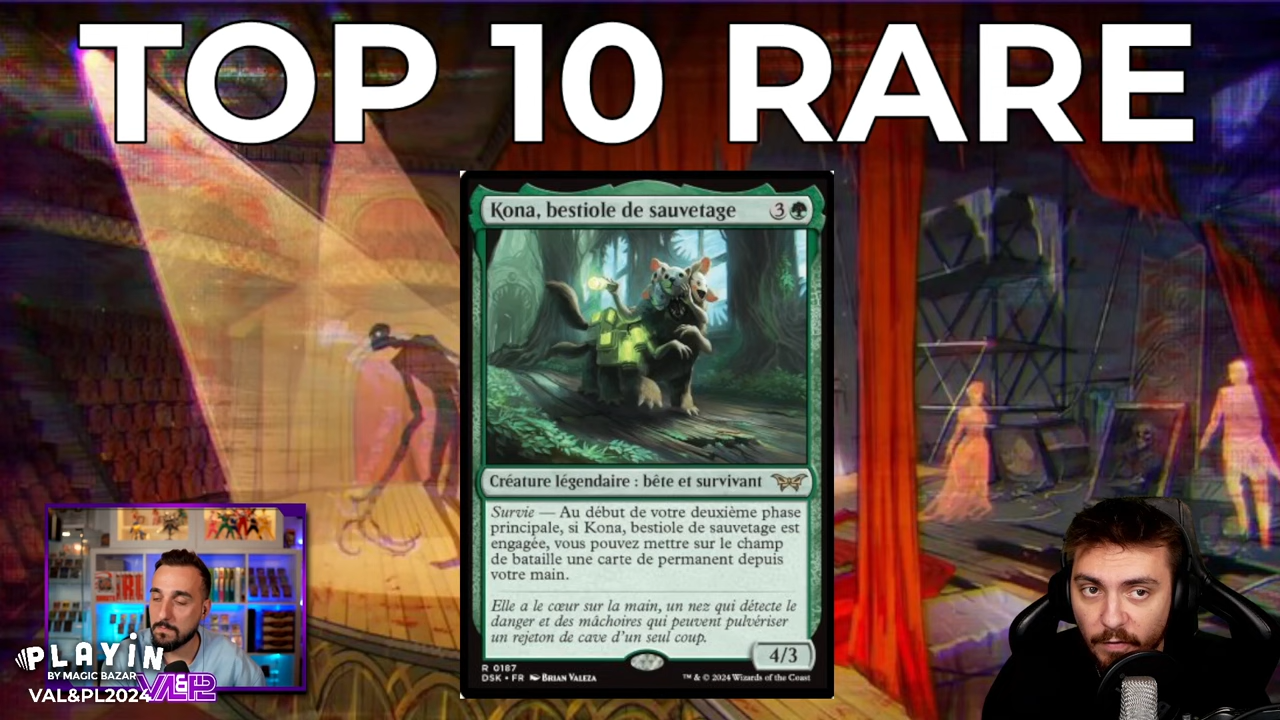 TOP 10 RARE
Kona, bestiole de sauvetage 3
Créature légendaire : bête et survivant
Survie — Au début de votre deuxième phase
principale, si Kona, bestiole de sauvetage est
engagée, vous pouvez mettre sur le champ
de bataille une carte de permanent depuis
votre main.
Elle a le cœur sur la main, un nez qui détecte le
danger et des mâchoires qui peuvent pulvériser
un rejeton de cave d'un seul coup.
4/3
R 0187
DSK • FR BRIAN VALEZA
™ & © 2024 Wizards of the Coast
PLAYIN
BY MAGIC BAZAR
VAL&PL2024
VAL&PL